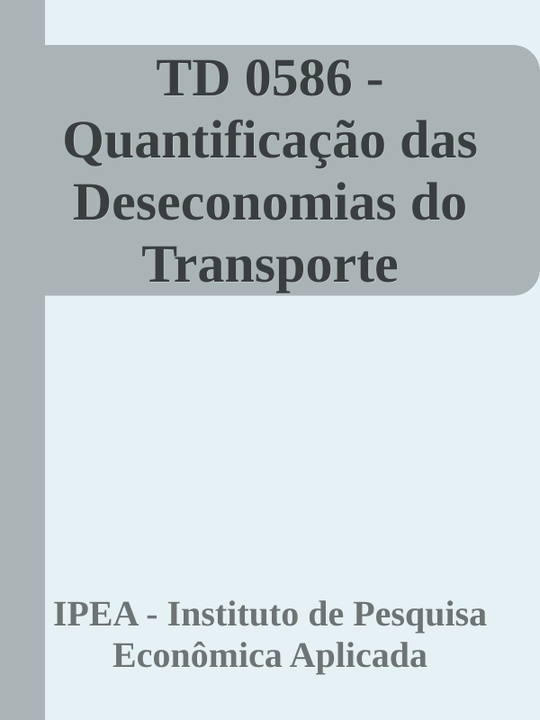 TD 0586 -
Quantificação das
Deseconomias do
Transporte
IPEA - Instituto de Pesquisa
Econômica Aplicada